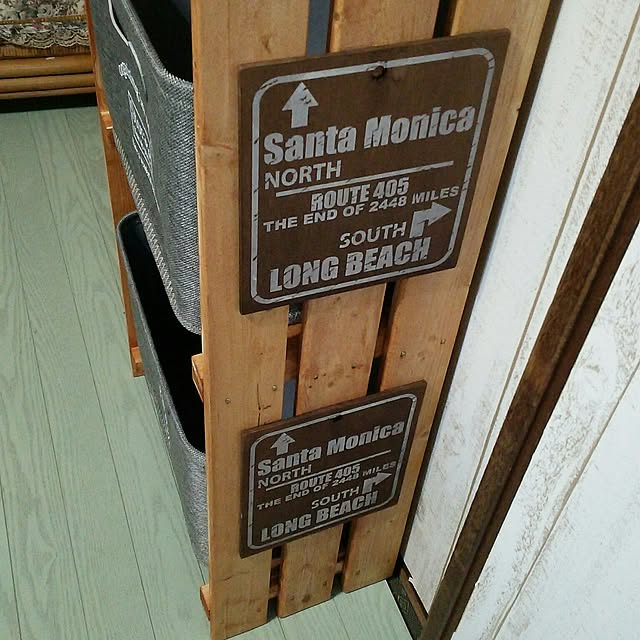 Santa Monica
NORTH
ROUTE 405
THE END OF 2448 MILES
SOUTH
LONG BEACH
Santa Monica
NORTH
ROUTE 405
THE END OF 2448 MILES
SOUTH
LONG BEACH